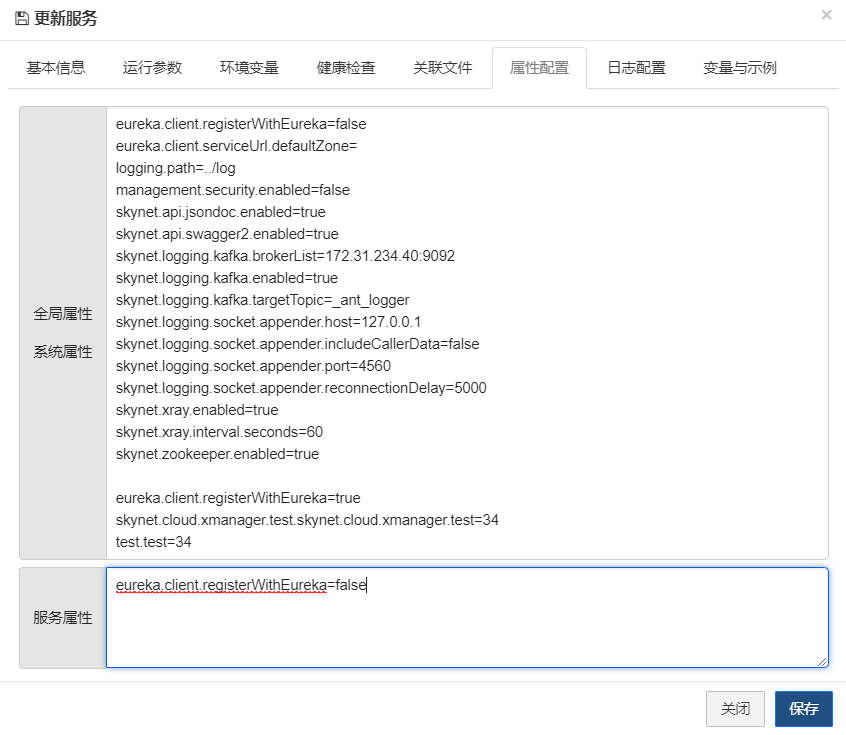 更新服务
×
基本信息 运行参数 环境变量 健康检查 关联文件 属性配置 日志配置 变量与示例
全局属性
系统属性
eureka.client.registerWithEureka=false
eureka.client.serviceUrl.defaultZone=
logging.path=../log
management.security.enabled=false
skynet.api.jsondoc.enabled=true
skynet.api.swagger2.enabled=true
skynet.logging.kafka.brokerList=172.31.234.40:9092
skynet.logging.kafka.enabled=true
skynet.logging.kafka.targetTopic=_ant_logger
skynet.logging.socket.appender.host=127.0.0.1
skynet.logging.socket.appender.includeCallerData=false
skynet.logging.socket.appender.port=4560
skynet.logging.socket.appender.reconnectionDelay=5000
skynet.xray.enabled=true
skynet.xray.interval.seconds=60
skynet.zookeeper.enabled=true
eureka.client.registerWithEureka=true
skynet.cloud.xmanager.test.skynet.cloud.xmanager.test=34
test.test=34
服务属性
eureka.client.registerWithEureka=false
关闭 保存